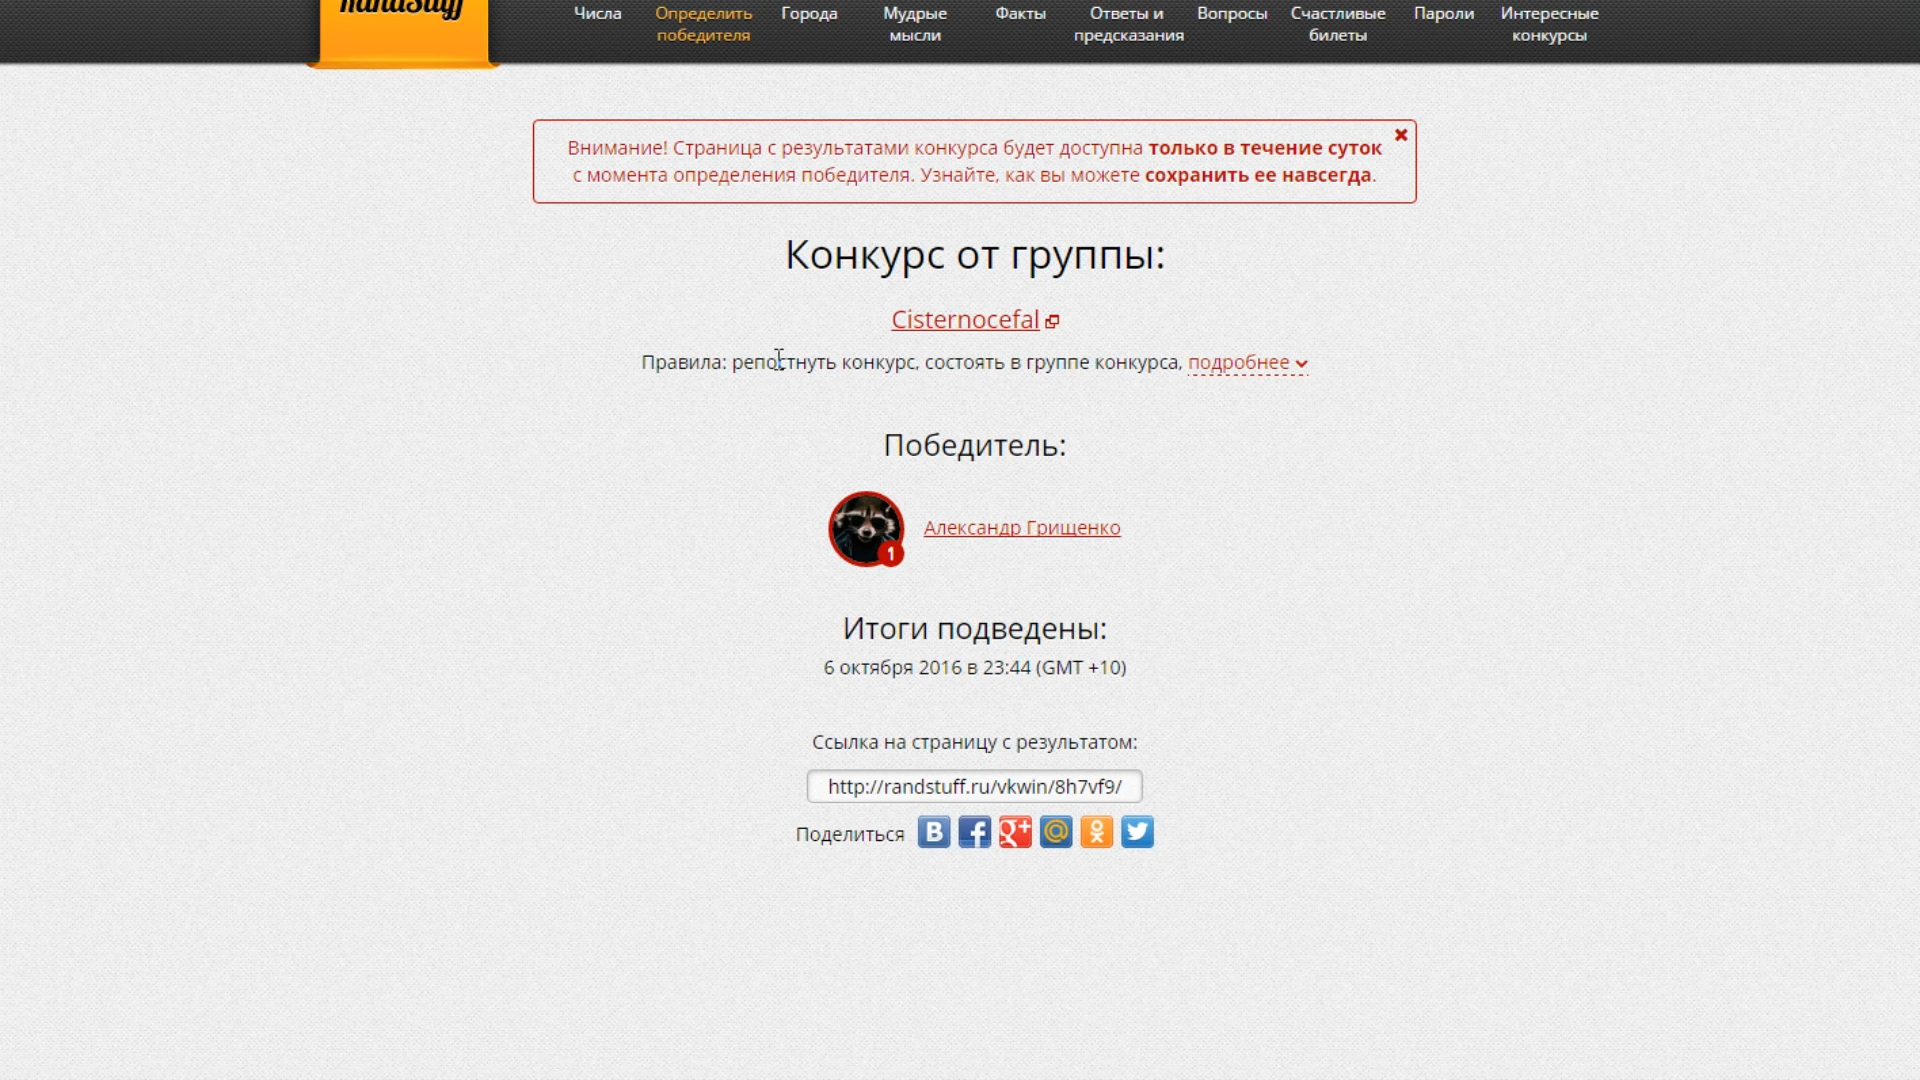 RandStuff
Числа Определить победителя Города Мудрые мысли Факты Ответы и предсказания Вопросы Счастливые билеты Пароли Интересные конкурсы
Внимание! Страница с результатами конкурса будет доступна только в течение суток
с момента определения победителя. Узнайте, как вы можете сохранить ее навсегда.
Конкурс от группы:
Cisternocefal
Правила: репостнуть конкурс, состоять в группе конкурса, подробнее
Победитель:
1
Александр Грищенко
Итоги подведены:
6 октября 2016 в 23:44 (GMT +10)
Ссылка на страницу с результатом:
http://randstuff.ru/vkwin/8h7vf9/
Поделиться